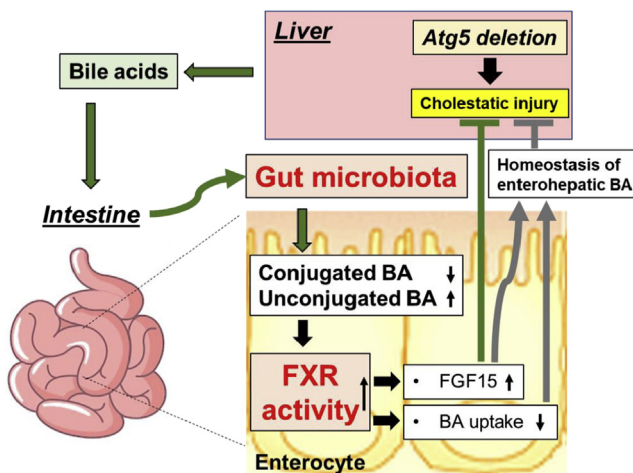 Liver
Atg5 deletion
Bile acids
Cholestatic injury
Homeostasis of
enterohepatic BA
Gut microbiota
Intestine
Conjugated BA ↓
Unconjugated BA ↑
FXR
activity ↑
• FGF15 ↑
• BA uptake ↓
Enterocyte